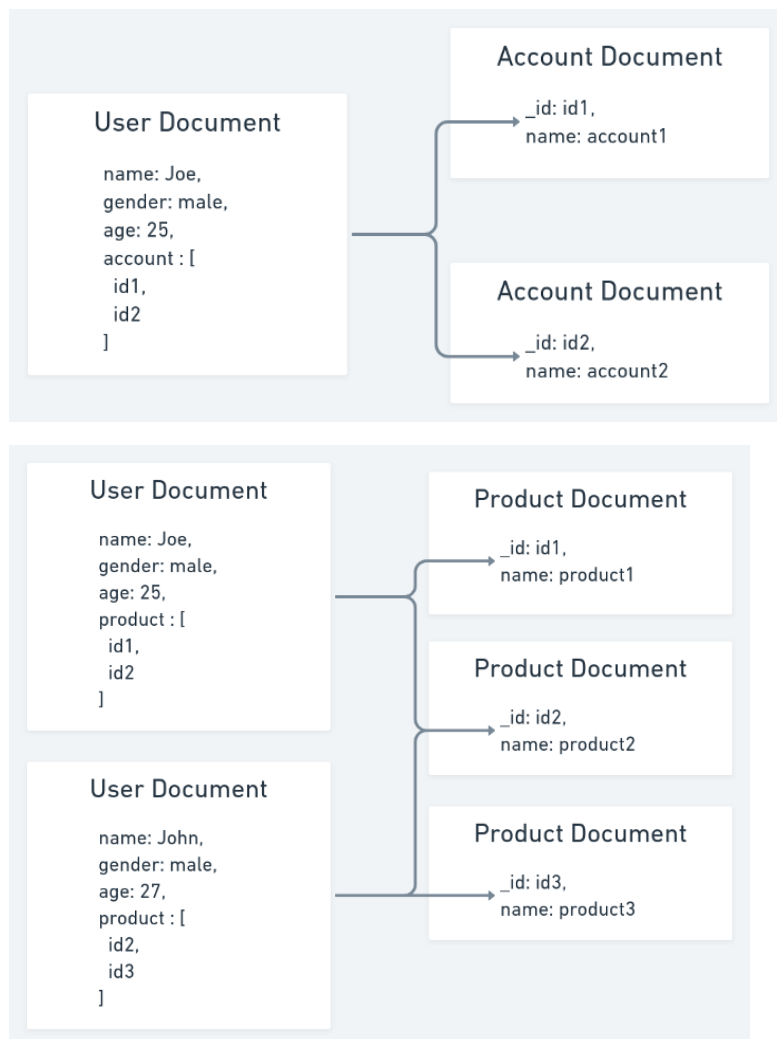 User Document
name: Joe,
gender: male,
age: 25,
account : [
id1,
id2
]
Account Document
_id: id1,
name: account1
Account Document
_id: id2,
name: account2
User Document
name: Joe,
gender: male,
age: 25,
product : [
id1,
id2
]
User Document
name: John,
gender: male,
age: 27,
product : [
id2,
id3
]
Product Document
_id: id1,
name: product1
Product Document
_id: id2,
name: product2
Product Document
_id: id3,
name: product3